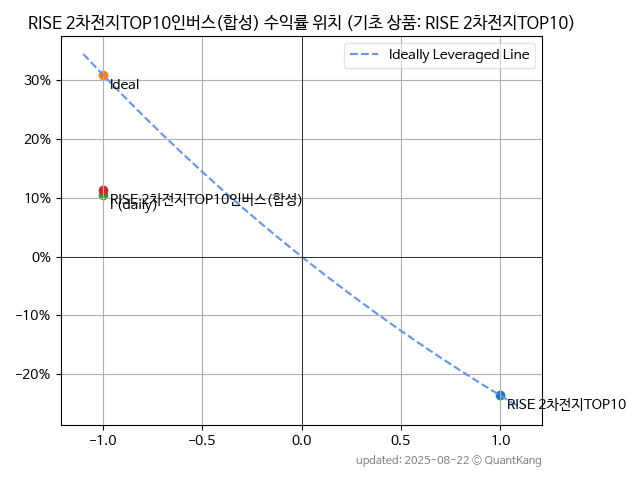 RISE 2차전지TOP10인버스(합성) 수익률 위치 (기초 상품: RISE 2차전지TOP10)
Ideally Leveraged Line
30%
Ideal
20%
10%
RISE 2차전지TOP10인버스(합성)
I (daily)
0%
−10%
−20%
RISE 2차전지TOP10
−1.0
−0.5
0.0
0.5
1.0
updated: 2025-08-22 © QuantKang